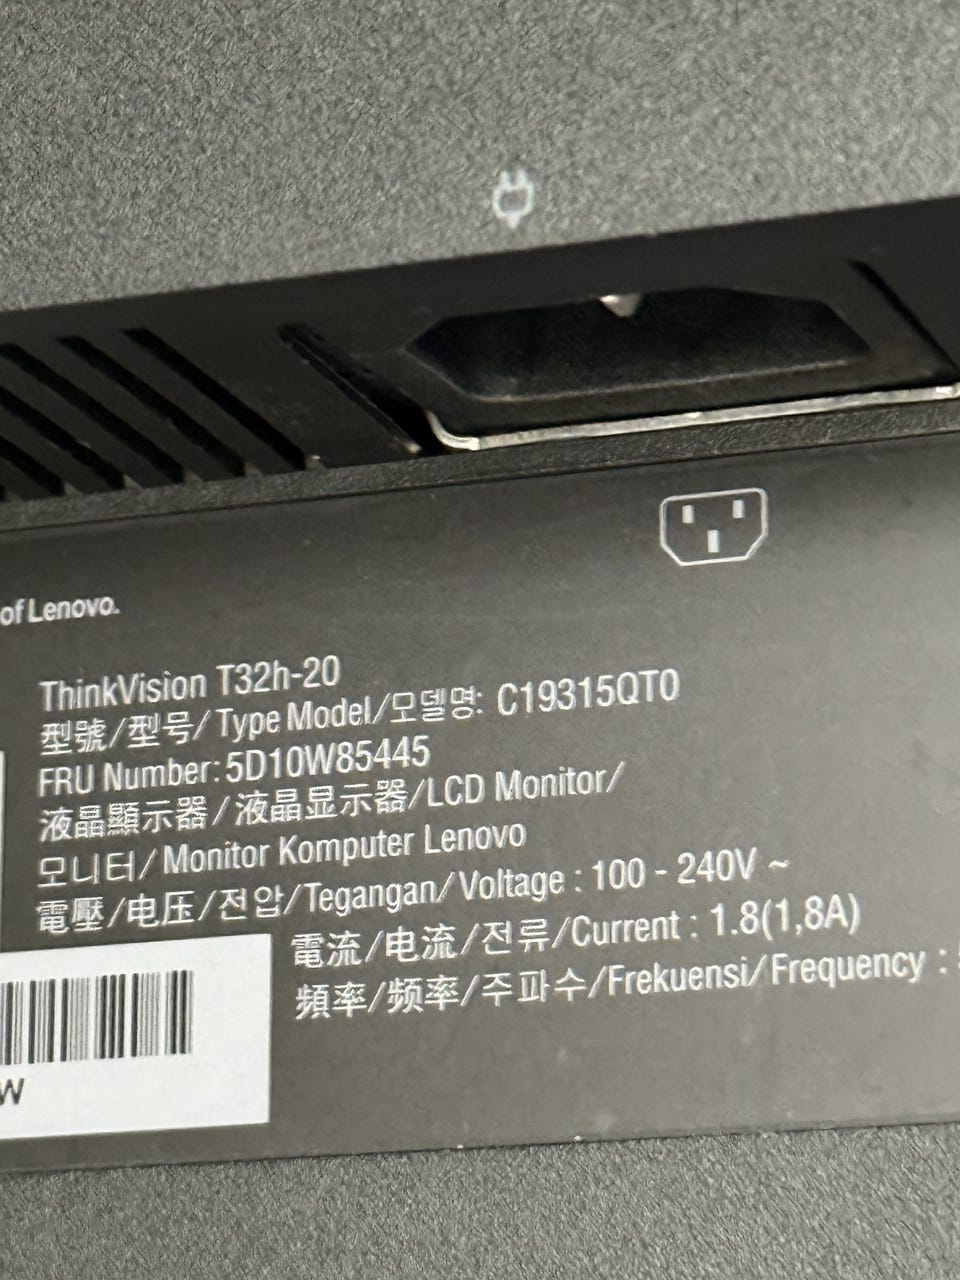 of Lenovo.
ThinkVision T32h-20
型號/型号/Type Model/모델명: C19315QT0
FRU Number: 5D10W85445
液晶顯示器/液晶显示器/LCD Monitor/
모니터/Monitor Komputer Lenovo
電壓/电压/전압/Tegangan/Voltage : 100 - 240V ~
電流/电流/전류/Current : 1.8(1,8A)
頻率/频率/주파수/Frekuensi/Frequency :
W